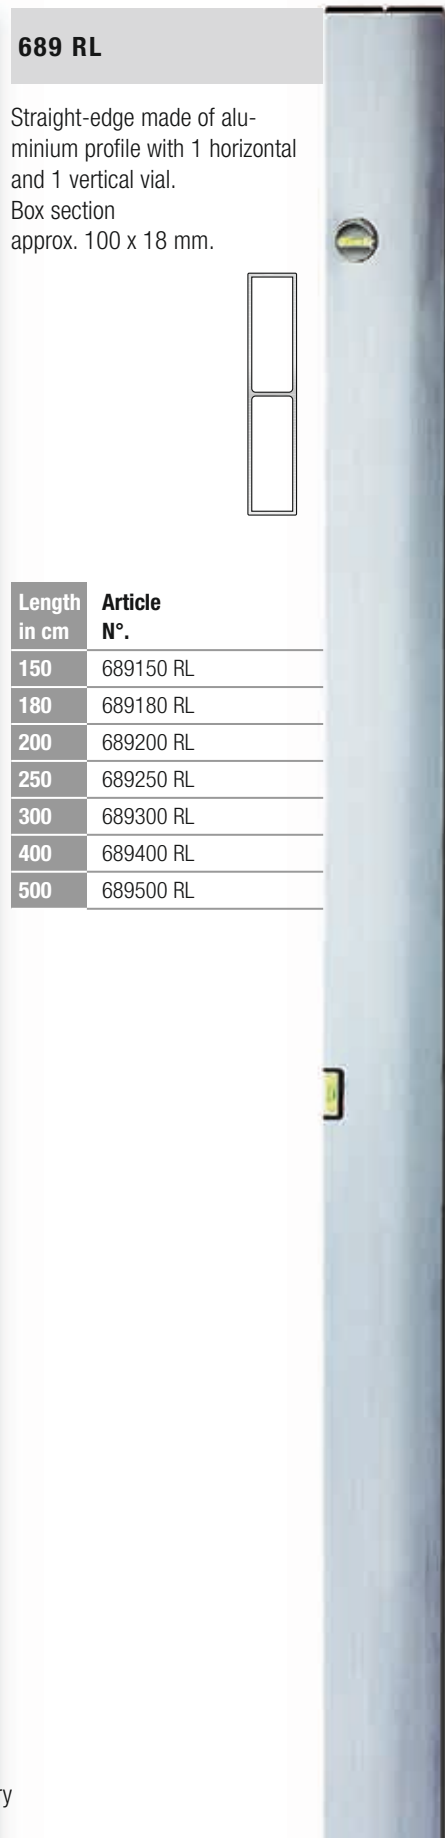 689 RL
Straight-edge made of alu-
minium profile with 1 horizontal
and 1 vertical vial.
Box section
approx. 100 x 18 mm.
Length Article
in cm N°.
150 689150 RL
180 689180 RL
200 689200 RL
250 689250 RL
300 689300 RL
400 689400 RL
500 689500 RL
ry